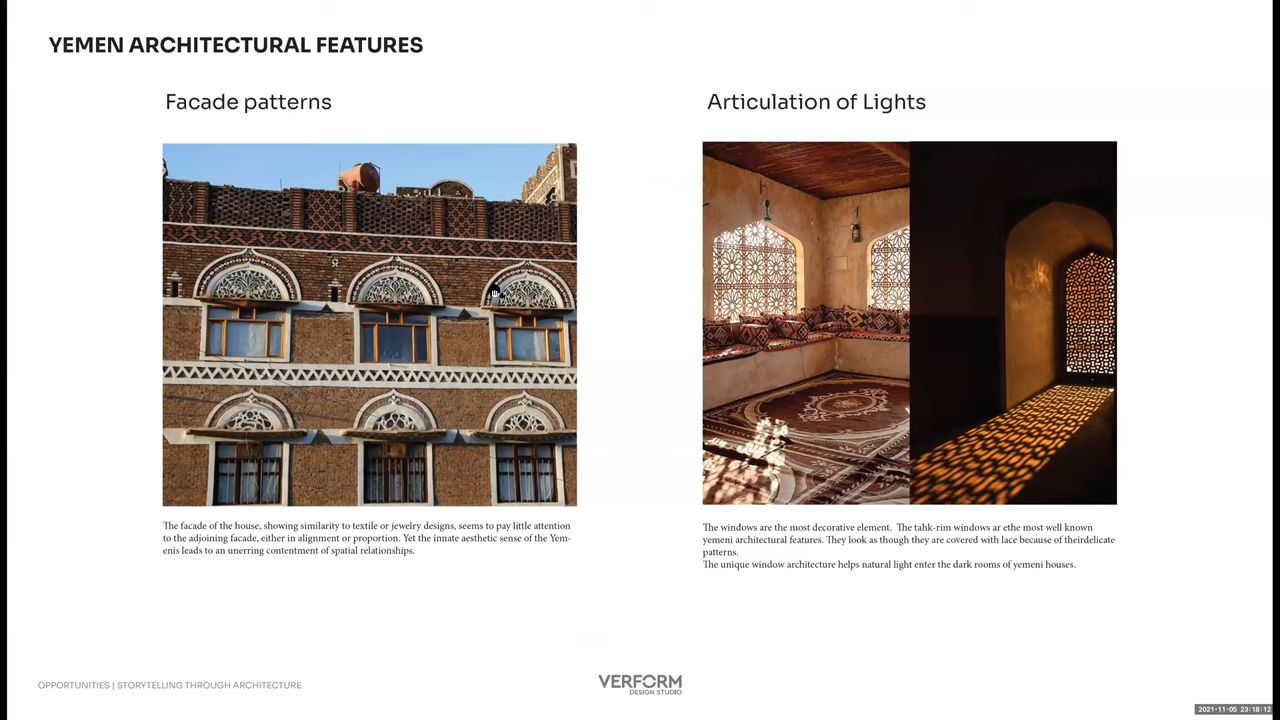 YEMEN ARCHITECTURAL FEATURES
Facade patterns
The facade of the house, showing similarity to textile or jewelry designs, seems to pay little attention
to the adjoining facade, either in alignment or proportion. Yet the innate aesthetic sense of the Yem-
enis leads to an unerring contentment of spatial relationships.
Articulation of Lights
The windows are the most decorative element.  The tahk-rim windows ar ethe most well known
yemeni architectural features. They look as though they are covered with lace because of theirdelicate
patterns.
The unique window architecture helps natural light enter the dark rooms of yemeni houses.
OPPORTUNITIES | STORYTELLING THROUGH ARCHITECTURE
VERFORM
DESIGN STUDIO
2021-11-05 23:18:12